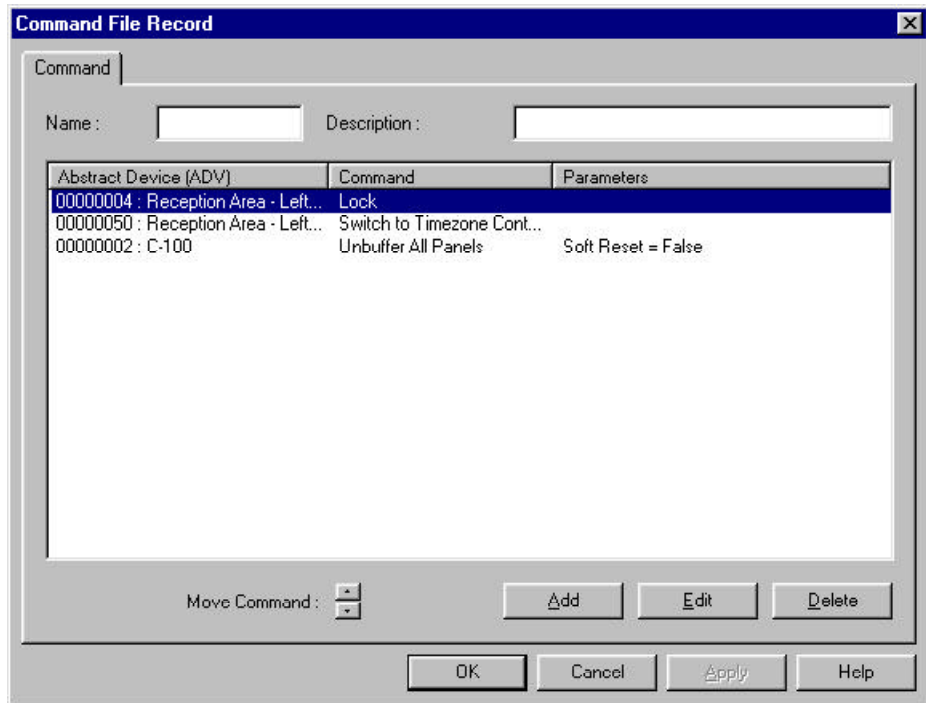 Command File Record
Command
Name :
Description :
Abstract Device (ADV) Command Parameters
00000004 : Reception Area - Left... Lock
00000050 : Reception Area - Left... Switch to Timezone Cont...
00000002 : C-100 Unbuffer All Panels Soft Reset = False
Move Command :
Add Edit Delete
OK Cancel Apply Help